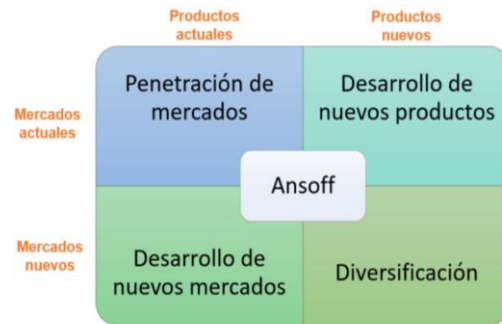 Productos
actuales
Productos
nuevos
Mercados
actuales
Penetración de
mercados
Desarrollo de
nuevos productos
Ansoff
Mercados
nuevos
Desarrollo de
nuevos mercados
Diversificación